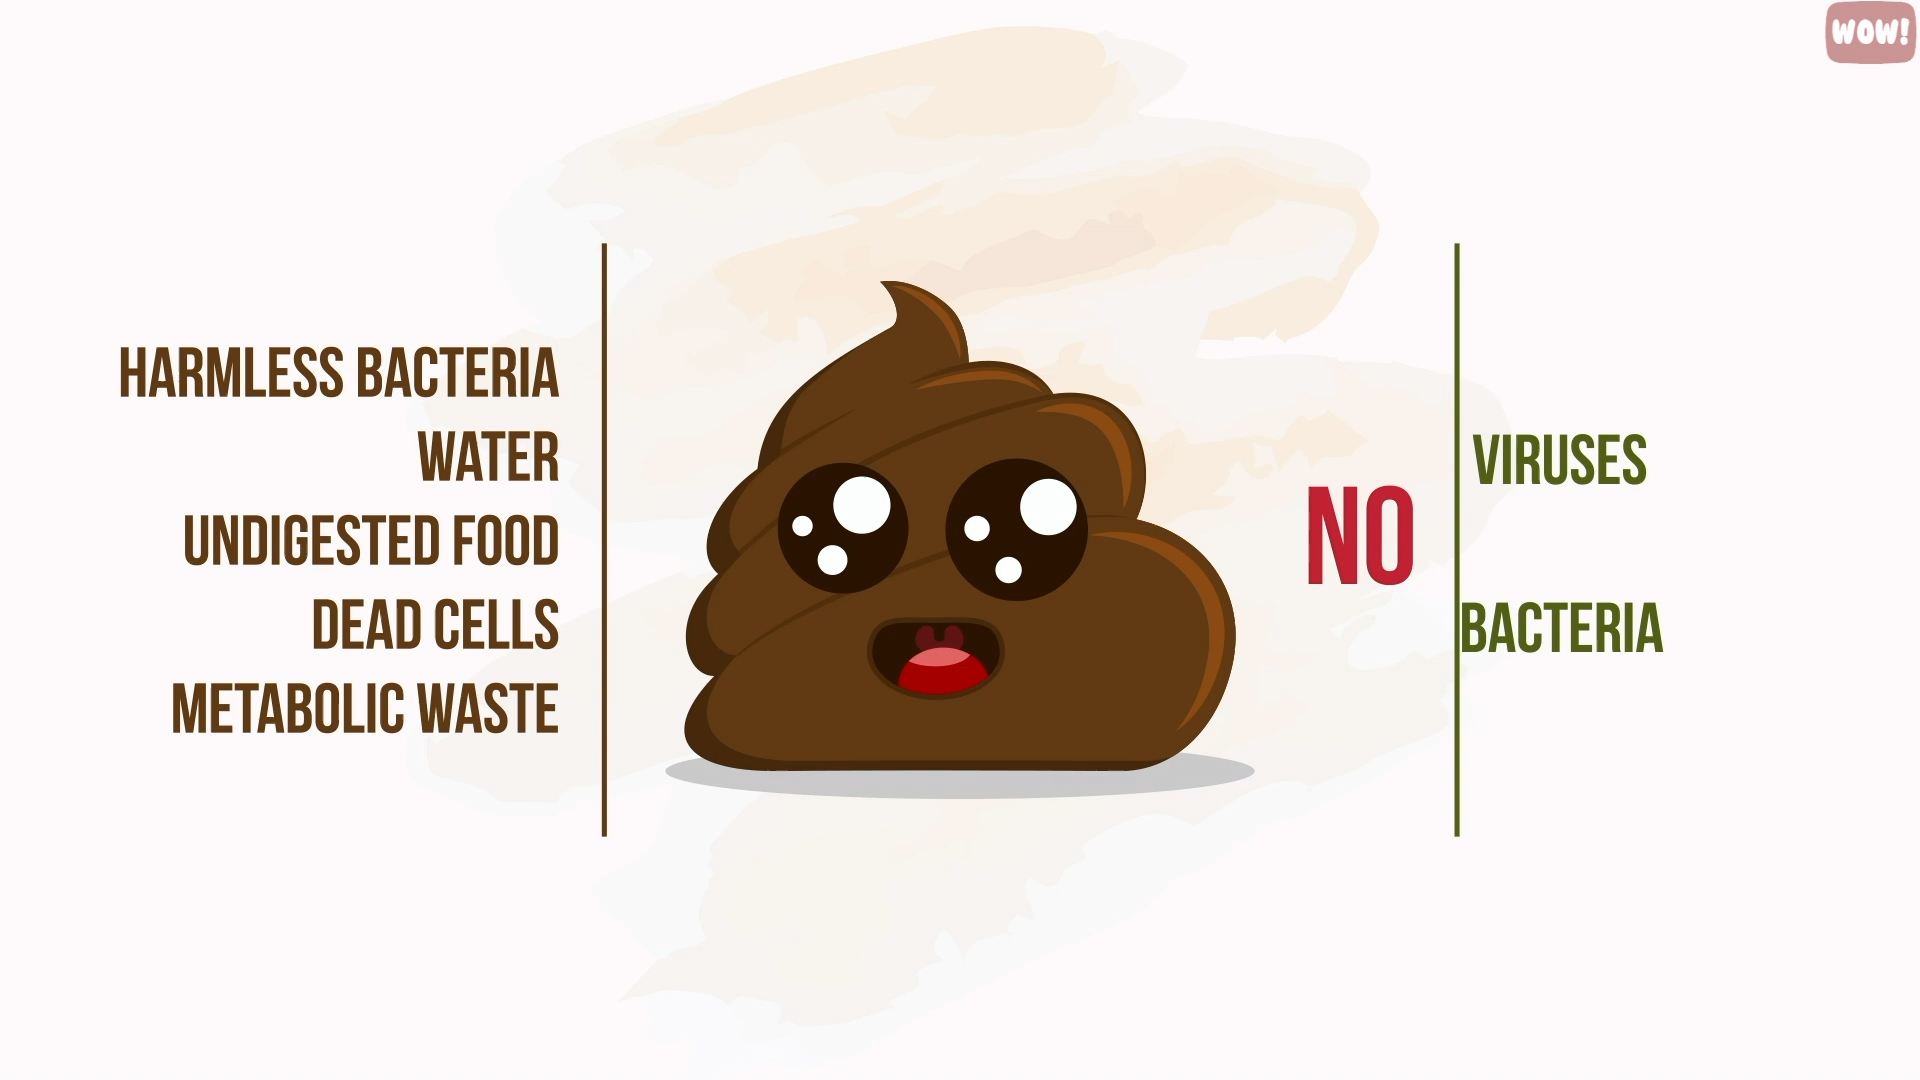 HARMLESS BACTERIA
WATER
UNDIGESTED FOOD
DEAD CELLS
METABOLIC WASTE
NO
VIRUSES
BACTERIA
WOW!